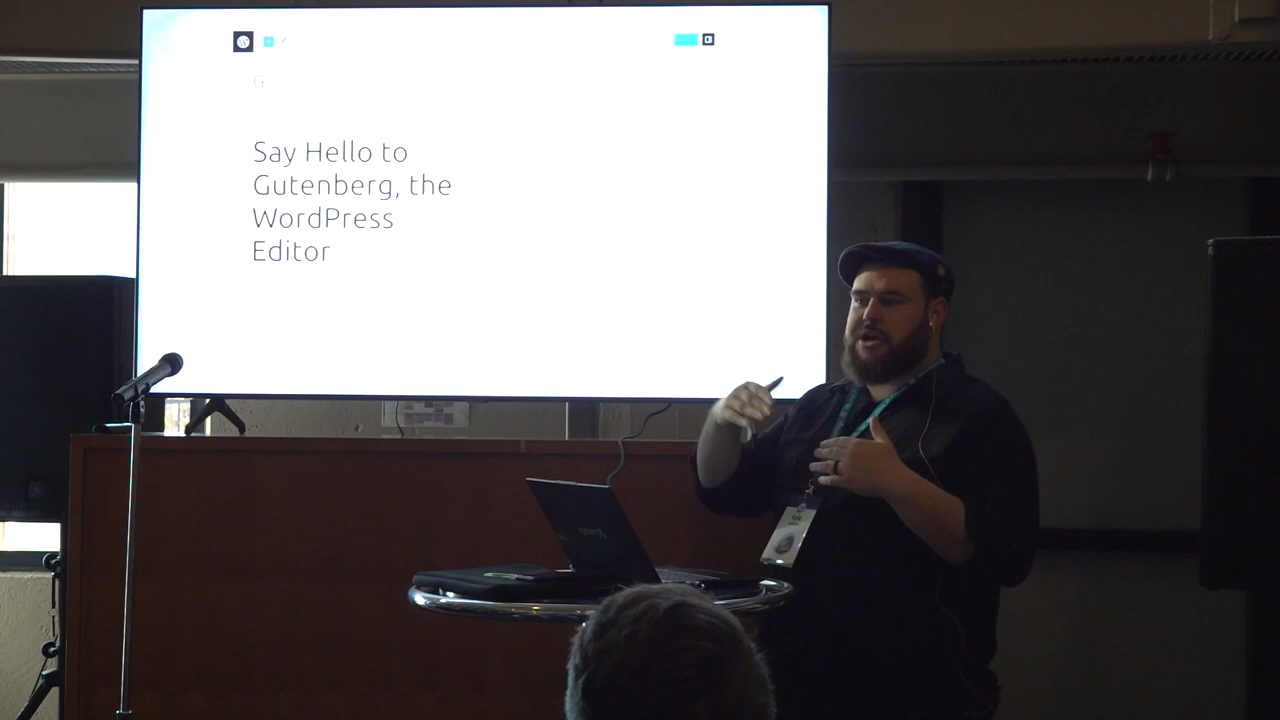 G
Say Hello to
Gutenberg, the
WordPress
Editor